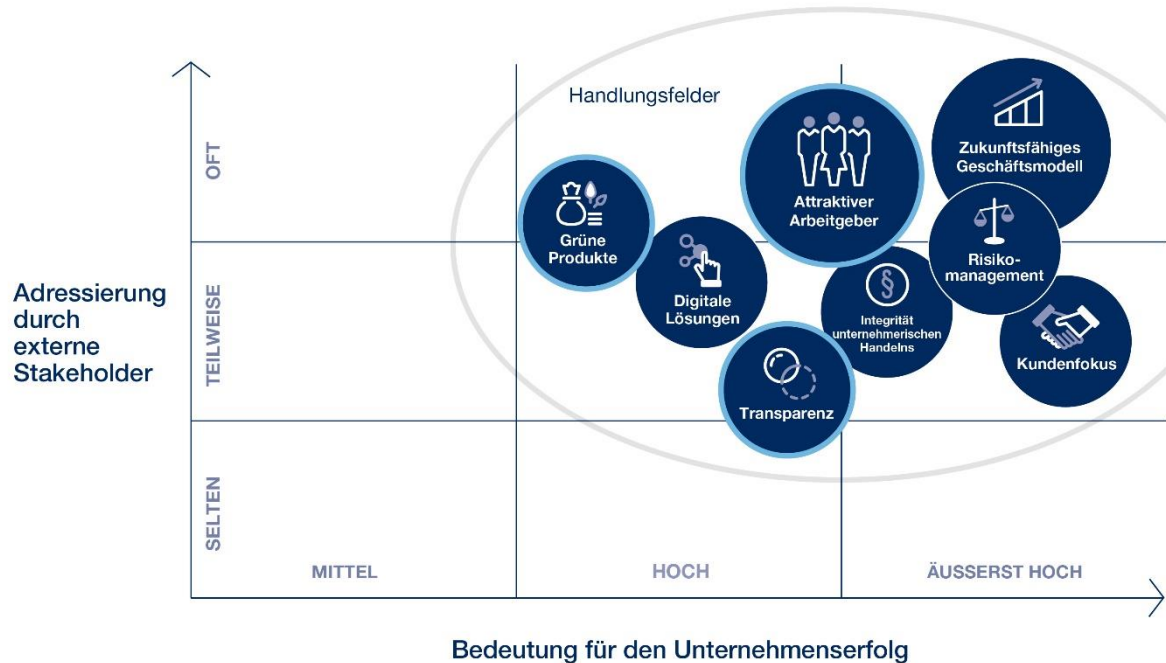 Handlungsfelder
Zukunftsfähiges
Geschäftsmodell
Attraktiver
Arbeitgeber
Grüne
Produkte
Risiko-
management
Digitale
Lösungen
§
Integrität
unternehmerischen
Handelns
Kundenfokus
Transparenz
Adressierung
durch
externe
Stakeholder
OFT
TEILWEISE
SELTEN
MITTEL
HOCH
ÄUSSERST HOCH
Bedeutung für den Unternehmenserfolg